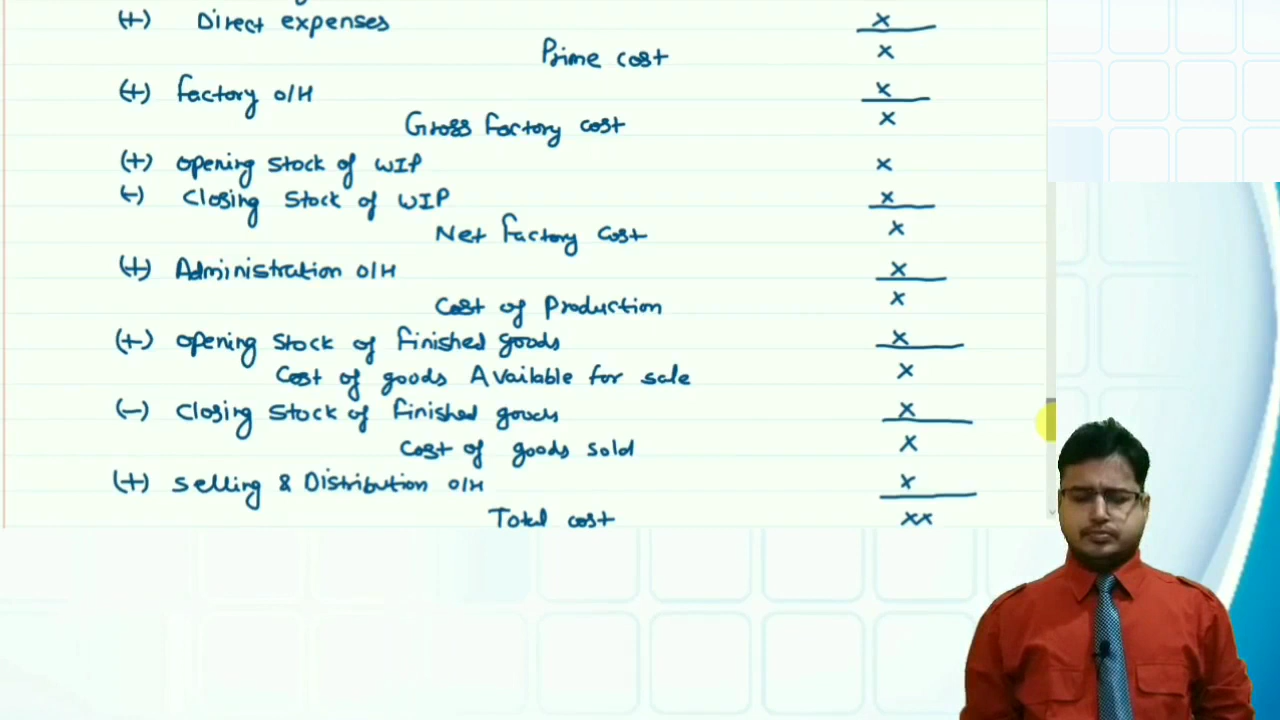 (+) Direct expenses x
Prime cost x
(+) factory o/H x
Gross factory cost x
(+) opening stock of WIP x
(-) closing stock of WIP x
Net factory cost x
(+) Administration o/H x
Cost of Production x
(+) opening stock of finished goods x
Cost of goods Available for sale x
(-) closing stock of finished goods x
Cost of goods sold x
(+) selling & Distribution o/H x
Total cost xx